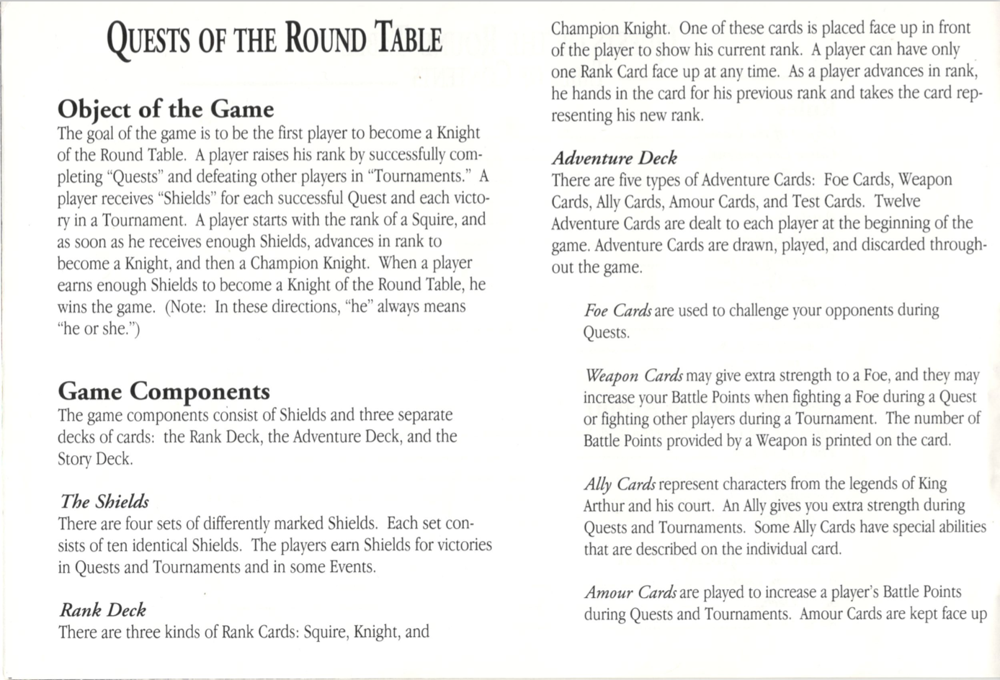 QUESTS OF THE ROUND TABLE
Object of the Game
The goal of the game is to be the first player to become a Knight
of the Round Table. A player raises his rank by successfully com-
pleting “Quests” and defeating other players in “Tournaments.” A
player receives “Shields” for each successful Quest and each victo-
ry in a Tournament. A player starts with the rank of a Squire, and
as soon as he receives enough Shields, advances in rank to
become a Knight, and then a Champion Knight. When a player
earns enough Shields to become a Knight of the Round Table, he
wins the game. (Note: In these directions, “he” always means
“he or she.”)
Game Components
The game components consist of Shields and three separate
decks of cards: the Rank Deck, the Adventure Deck, and the
Story Deck.
The Shields
There are four sets of differently marked Shields. Each set con-
sists of ten identical Shields. The players earn Shields for victories
in Quests and Tournaments and in some Events.
Rank Deck
There are three kinds of Rank Cards: Squire, Knight, and
Champion Knight. One of these cards is placed face up in front
of the player to show his current rank. A player can have only
one Rank Card face up at any time. As a player advances in rank,
he hands in the card for his previous rank and takes the card rep-
resenting his new rank.
Adventure Deck
There are five types of Adventure Cards: Foe Cards, Weapon
Cards, Ally Cards, Amour Cards, and Test Cards. Twelve
Adventure Cards are dealt to each player at the beginning of the
game. Adventure Cards are drawn, played, and discarded through-
out the game.
Foe Cards are used to challenge your opponents during
Quests.
Weapon Cards may give extra strength to a Foe, and they may
increase your Battle Points when fighting a Foe during a Quest
or fighting other players during a Tournament. The number of
Battle Points provided by a Weapon is printed on the card.
Ally Cards represent characters from the legends of King
Arthur and his court. An Ally gives you extra strength during
Quests and Tournaments. Some Ally Cards have special abilities
that are described on the individual card.
Amour Cards are played to increase a player's Battle Points
during Quests and Tournaments. Amour Cards are kept face up